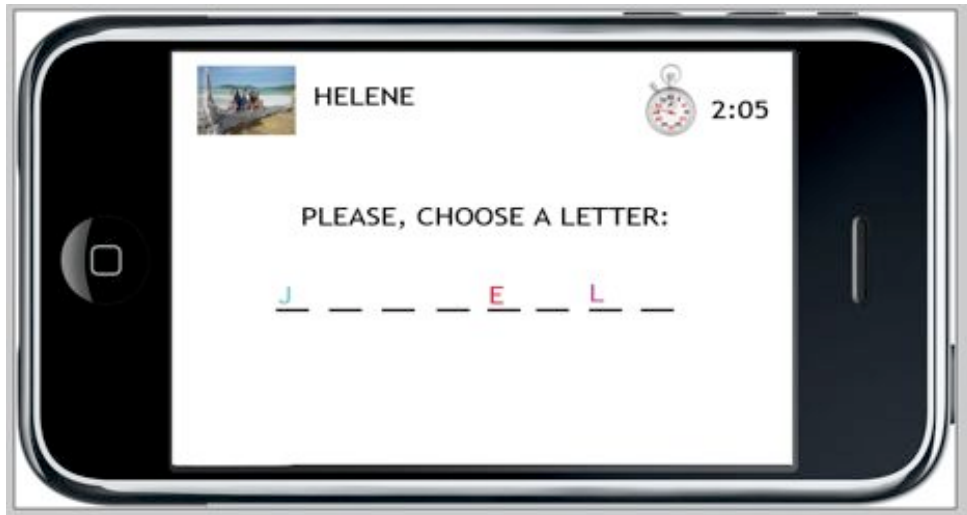 HELENE
2:05
PLEASE, CHOOSE A LETTER:
J _ _ _ E _ L _